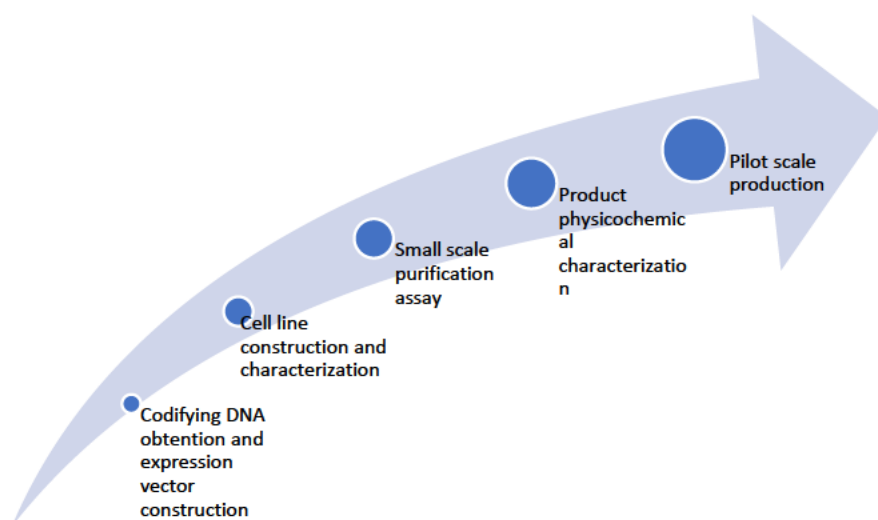 Codifying DNA
obtention and
expression
vector
construction
Cell line
construction and
characterization
Small scale
purification
assay
Product
physicochemic
al
characterizatio
n
Pilot scale
production